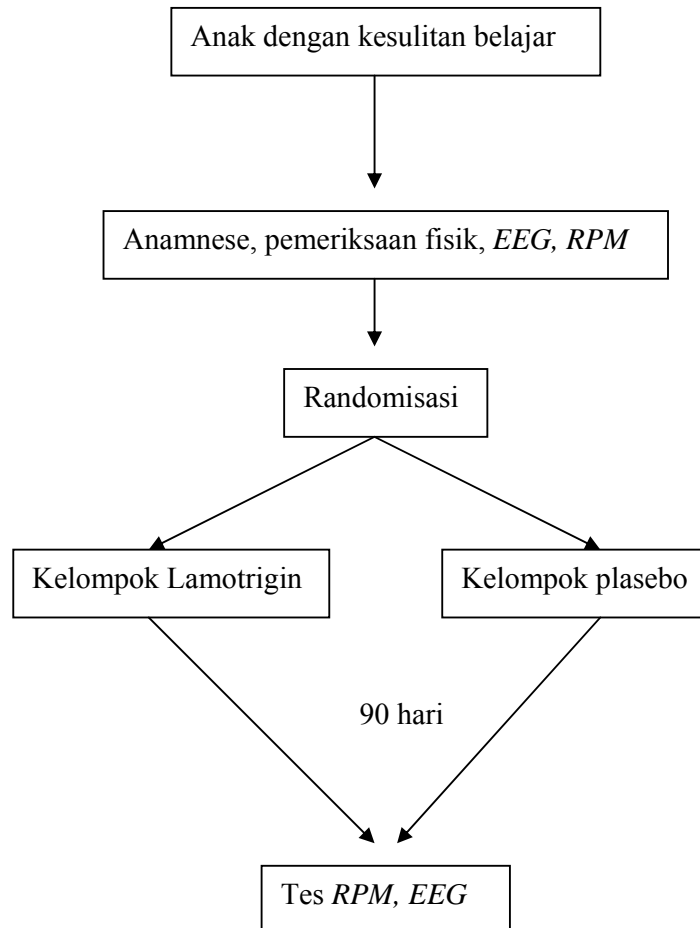 Anak dengan kesulitan belajar
Anamnese, pemeriksaan fisik, EEG, RPM
Randomisasi
Kelompok Lamotrigin
Kelompok plasebo
90 hari
Tes RPM, EEG